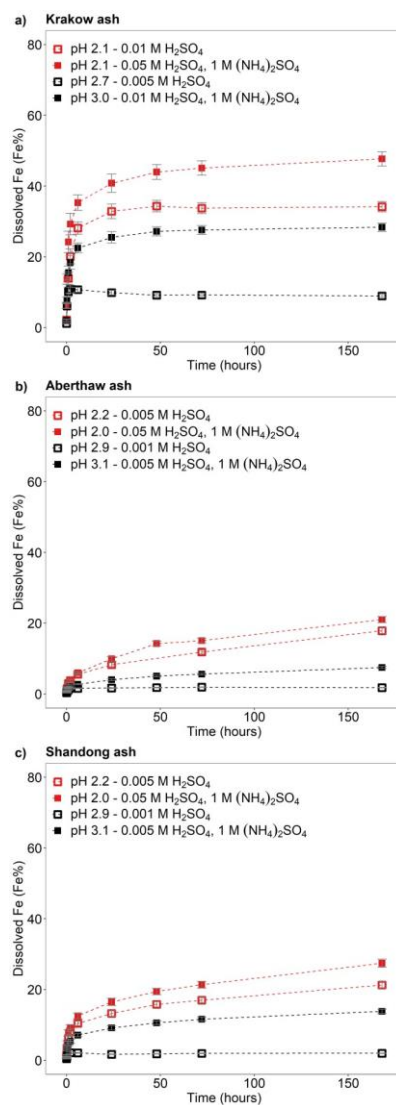 a) Krakow ash
80
60
40
20
0
Dissolved Fe (Fe%)
pH 2.1 - 0.01 M H₂SO₄
pH 2.1 - 0.05 M H₂SO₄, 1 M (NH₄)₂SO₄
pH 2.7 - 0.005 M H₂SO₄
pH 3.0 - 0.01 M H₂SO₄, 1 M (NH₄)₂SO₄
0 50 100 150
Time (hours)
b) Aberthaw ash
80
60
40
20
0
Dissolved Fe (Fe%)
pH 2.2 - 0.005 M H₂SO₄
pH 2.0 - 0.05 M H₂SO₄, 1 M (NH₄)₂SO₄
pH 2.9 - 0.001 M H₂SO₄
pH 3.1 - 0.005 M H₂SO₄, 1 M (NH₄)₂SO₄
0 50 100 150
Time (hours)
c) Shandong ash
80
60
40
20
0
Dissolved Fe (Fe%)
pH 2.2 - 0.005 M H₂SO₄
pH 2.0 - 0.05 M H₂SO₄, 1 M (NH₄)₂SO₄
pH 2.9 - 0.001 M H₂SO₄
pH 3.1 - 0.005 M H₂SO₄, 1 M (NH₄)₂SO₄
0 50 100 150
Time (hours)